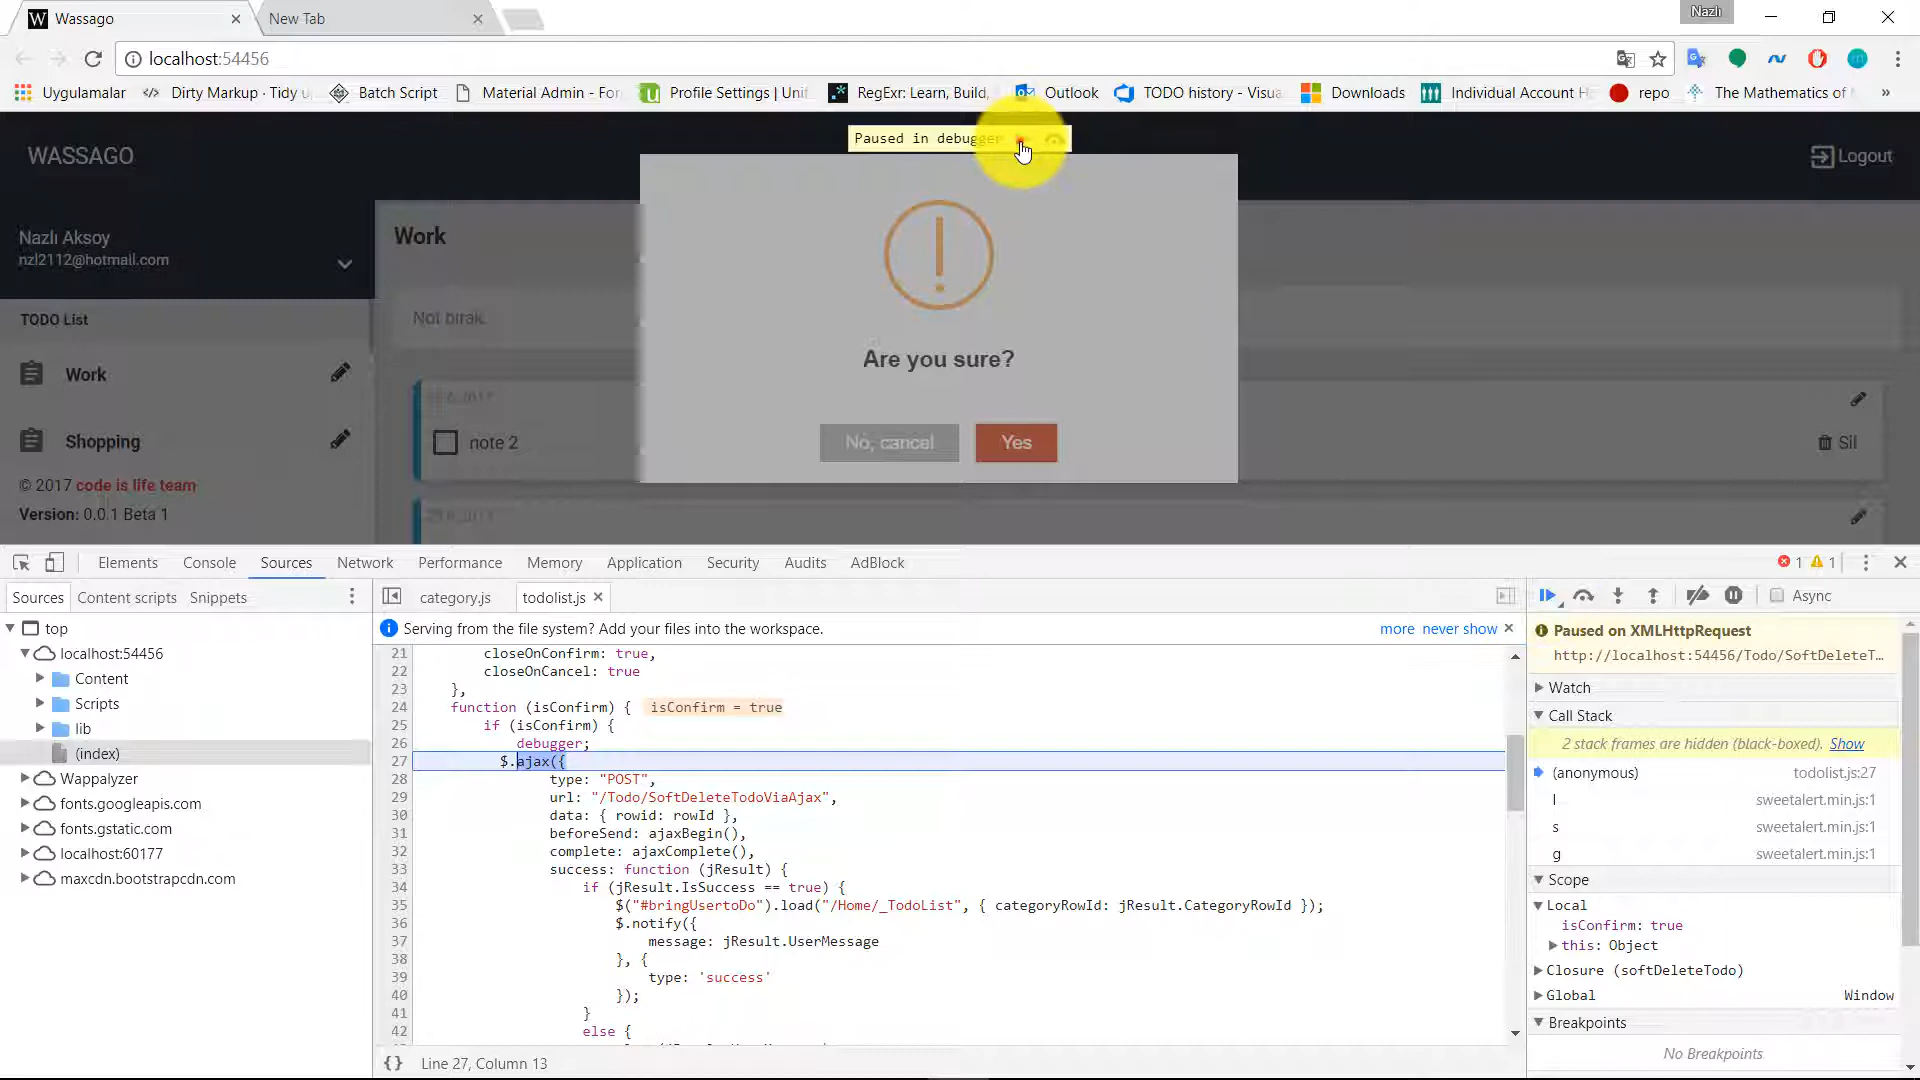 Wassago
New Tab
Nazlı
localhost:54456
Uygulamalar
Dirty Markup · Tidy
Batch Script
Material Admin - For
Profile Settings | Unif
RegExr: Learn, Build,
Outlook
TODO history - Visua
Downloads
Individual Account
repo
The Mathematics of
»
Paused in debugger
WASSAGO
Logout
Nazlı Aksoy
nzl2112@hotmail.com
Work
TODO List
Not bırak.
Work
Shopping
note 2
Sil
© 2017 code is life team
Version: 0.0.1 Beta 1
Are you sure?
No, cancel
Yes
Elements
Console
Sources
Network
Performance
Memory
Application
Security
Audits
AdBlock
1
1
Sources
Content scripts
Snippets
category.js
todolist.js
Async
top
localhost:54456
Content
Scripts
lib
(index)
Wappalyzer
fonts.googleapis.com
fonts.gstatic.com
localhost:60177
maxcdn.bootstrapcdn.com
Serving from the file system? Add your files into the workspace.
more never show
21 closeOnConfirm: true,
22 closeOnCancel: true
23 },
24 function (isConfirm) { isConfirm = true
25 if (isConfirm) {
26 debugger;
27 $.ajax({
28 type: "POST",
29 url: "/Todo/SoftDeleteTodoViaAjax",
30 data: { rowid: rowId },
31 beforeSend: ajaxBegin(),
32 complete: ajaxComplete(),
33 success: function (jResult) {
34 if (jResult.IsSuccess == true) {
35 $("#bringUsertoDo").load("/Home/_TodoList", { categoryRowId: jResult.CategoryRowId });
36 $.notify({
37 message: jResult.UserMessage
38 }, {
39 type: 'success'
40 });
41 }
42 else {
{} Line 27, Column 13
Paused on XMLHttpRequest
http://localhost:54456/Todo/SoftDeleteT…
Watch
Call Stack
2 stack frames are hidden (black-boxed). Show
(anonymous) todolist.js:27
l sweetalert.min.js:1
s sweetalert.min.js:1
g sweetalert.min.js:1
Scope
Local
isConfirm: true
this: Object
Closure (softDeleteTodo)
Global Window
Breakpoints
No Breakpoints